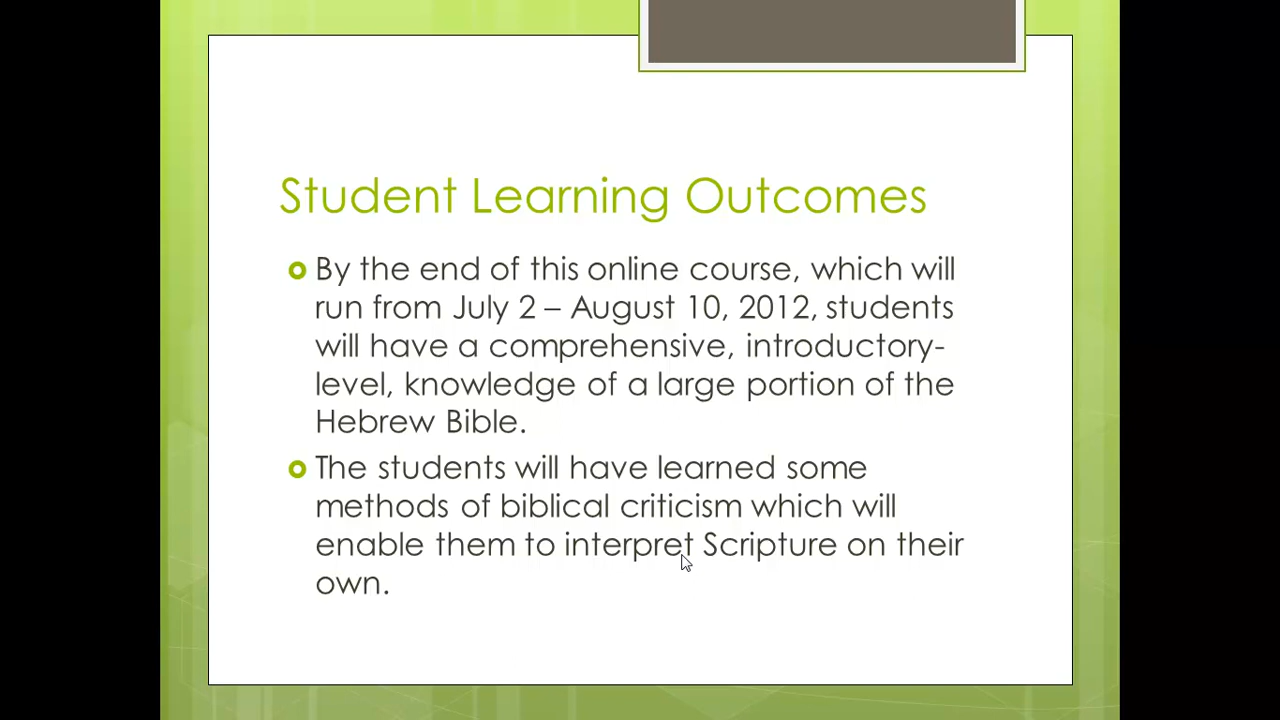 Student Learning Outcomes
By the end of this online course, which will
run from July 2 – August 10, 2012, students
will have a comprehensive, introductory-
level, knowledge of a large portion of the
Hebrew Bible.
The students will have learned some
methods of biblical criticism which will
enable them to interpret Scripture on their
own.